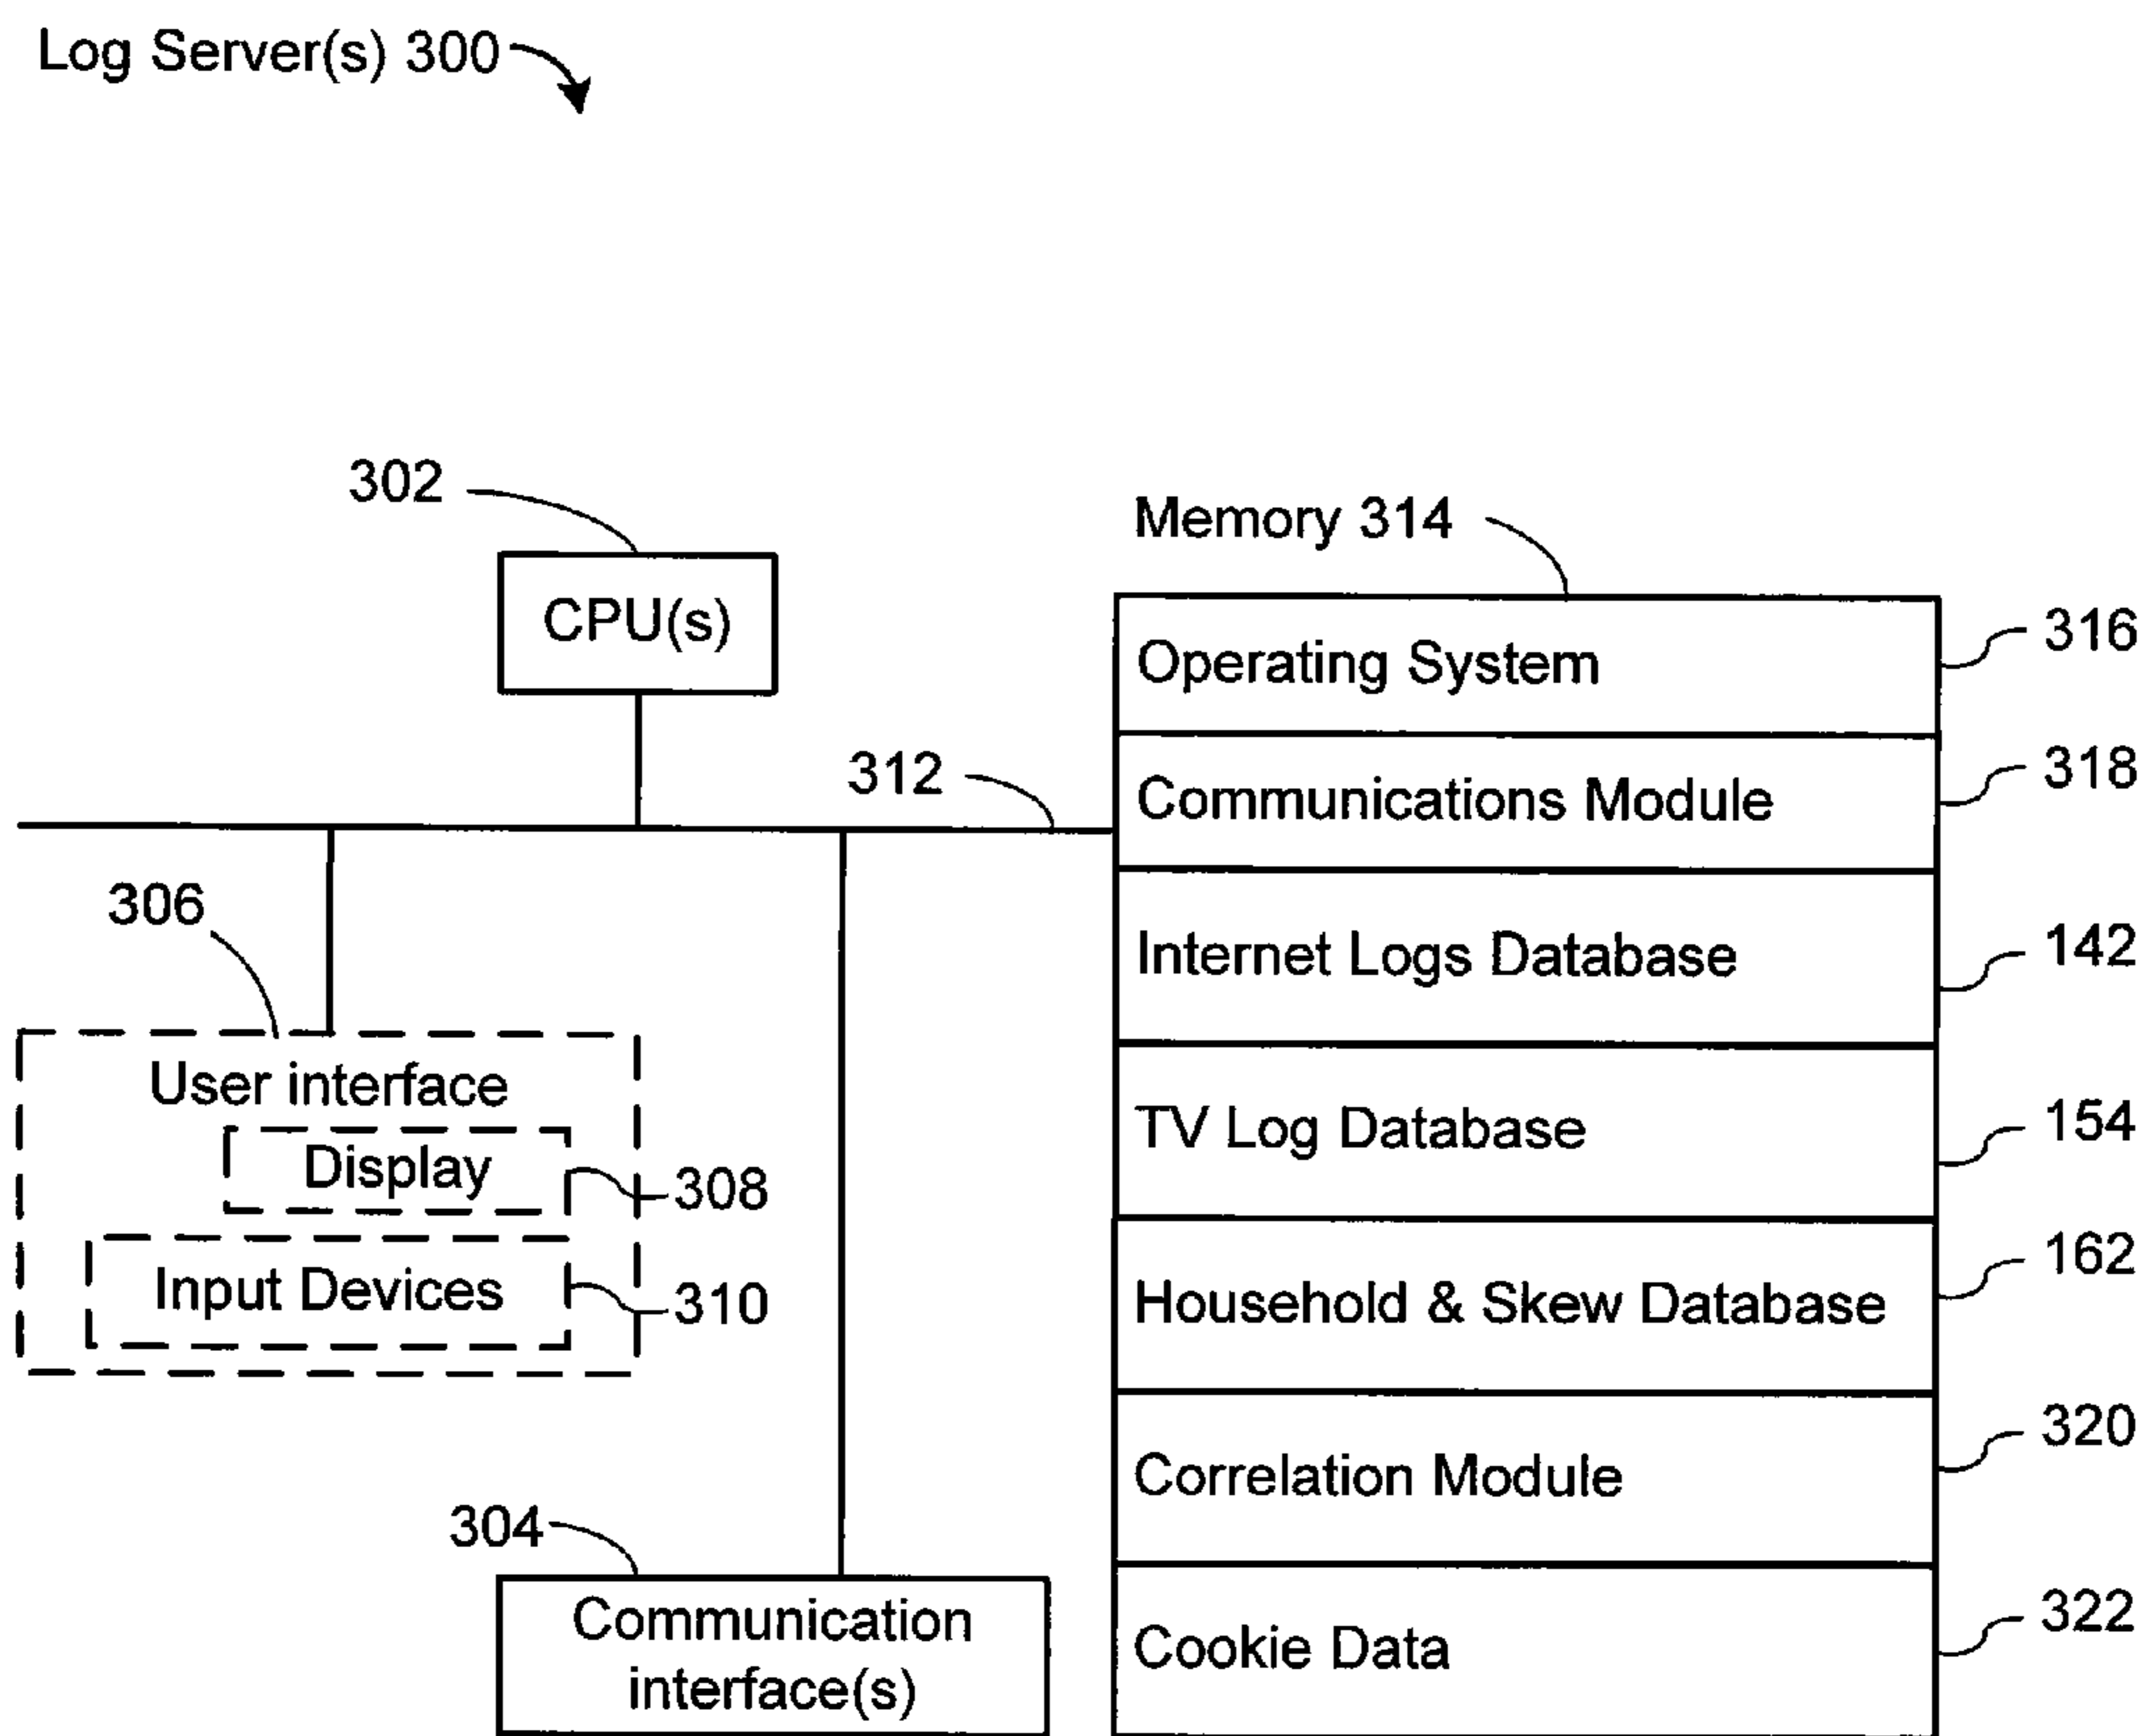 Log Server(s) 300
302
CPU(s)
312
306
User interface
Display
308
Input Devices
310
304
Communication
interface(s)
Memory 314
Operating System
316
Communications Module
318
Internet Logs Database
142
TV Log Database
154
Household & Skew Database
162
Correlation Module
320
Cookie Data
322